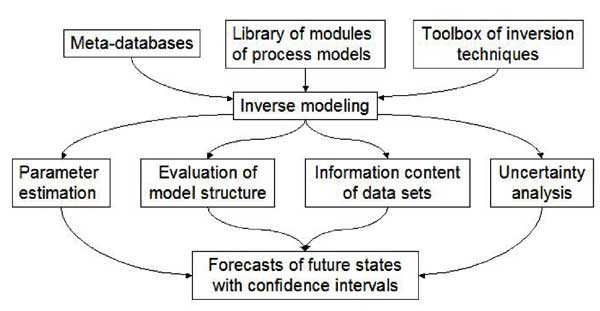 Meta-databases
Library of modules
of process models
Toolbox of inversion
techniques
Inverse modeling
Parameter
estimation
Evaluation of
model structure
Information content
of data sets
Uncertainty
analysis
Forecasts of future states
with confidence intervals